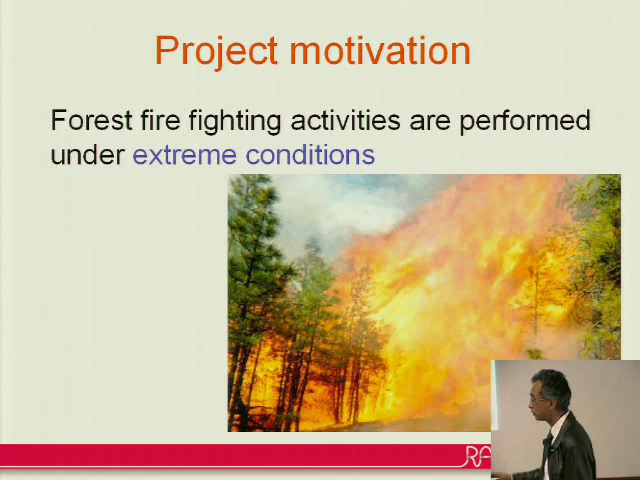 Project motivation
Forest fire fighting activities are performed
under extreme conditions